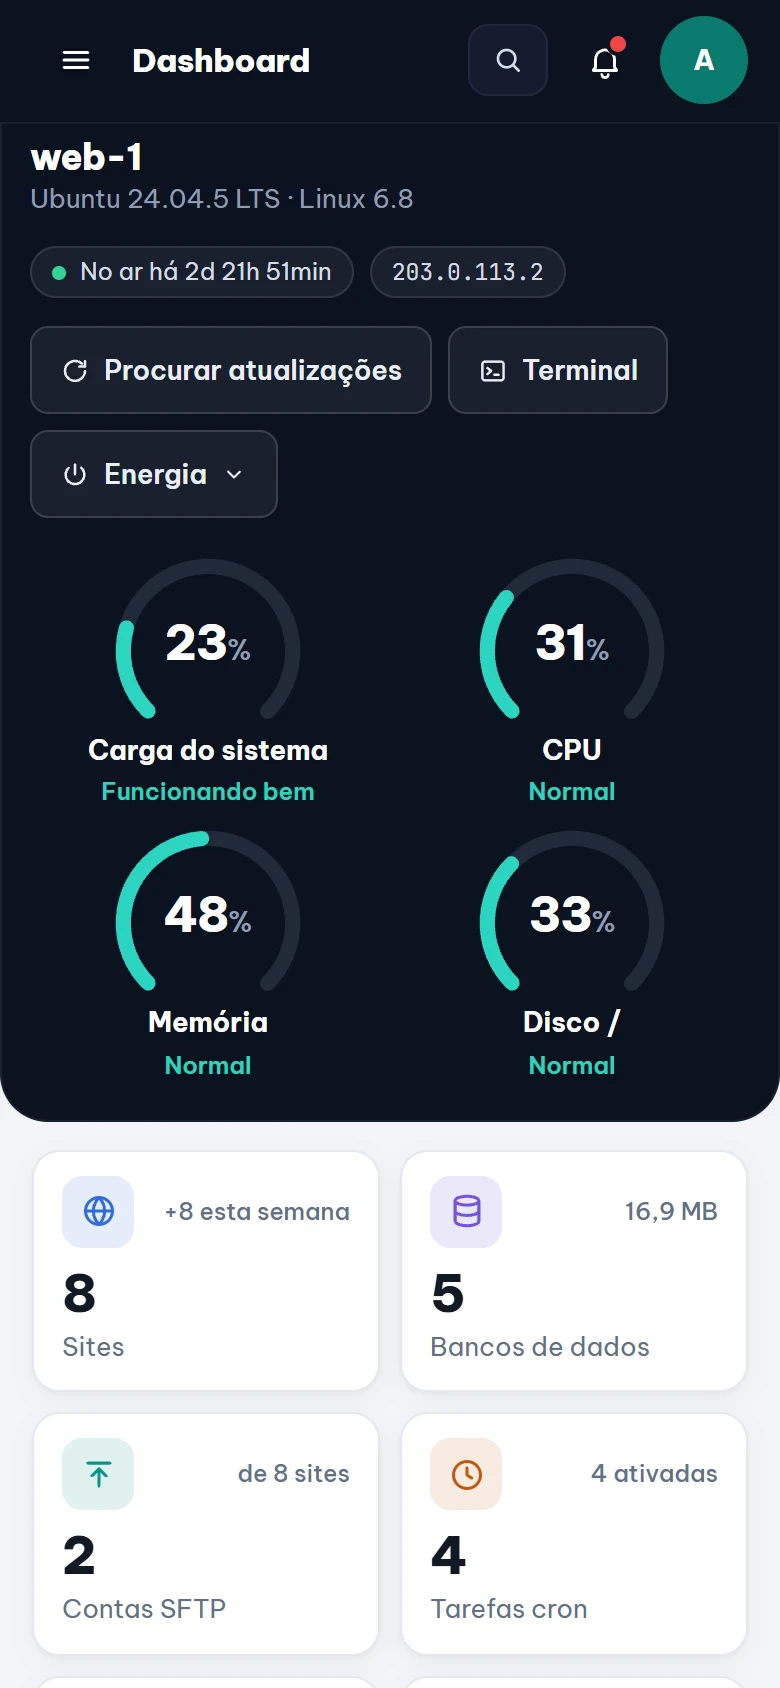 Dashboard
A
web-1
Ubuntu 24.04.5 LTS · Linux 6.8
No ar há 2d 21h 51min
203.0.113.2
Procurar atualizações
Terminal
Energia
23%
31%
Carga do sistema
CPU
Funcionando bem
Normal
48%
33%
Memória
Disco /
Normal
Normal
+8 esta semana
16,9 MB
8
5
Sites
Bancos de dados
de 8 sites
4 ativadas
2
4
Contas SFTP
Tarefas cron